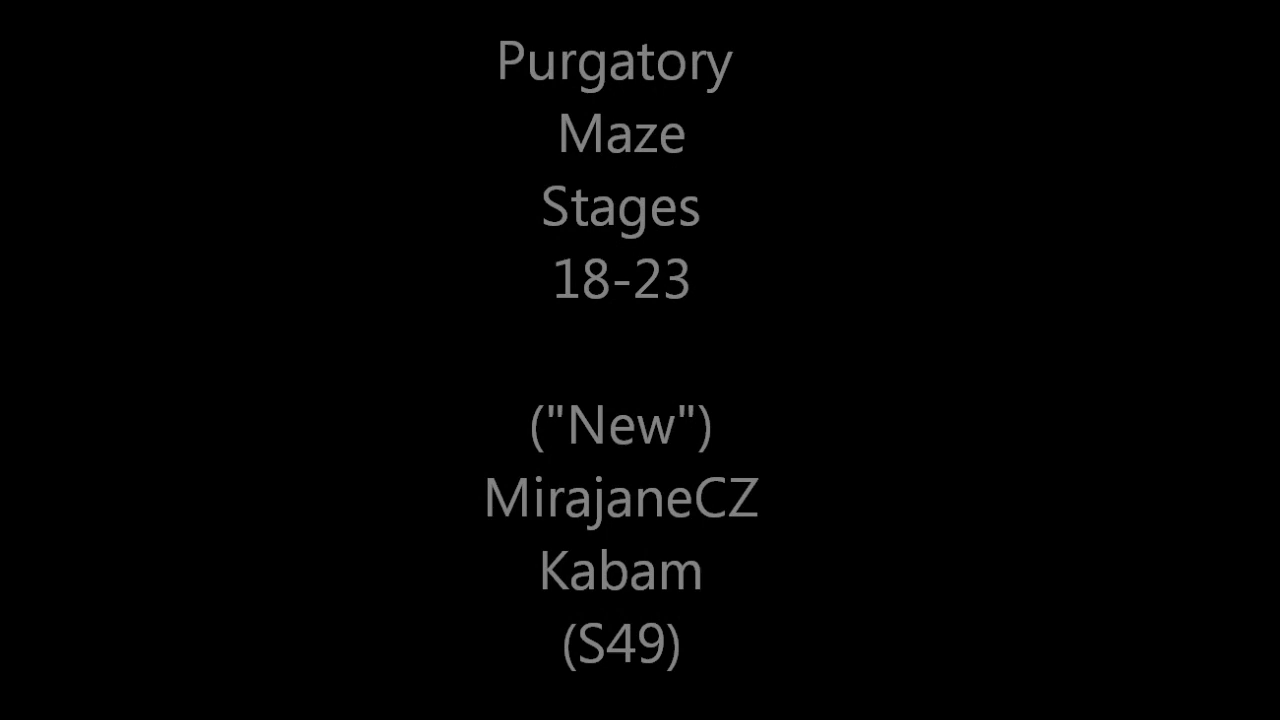 Purgatory
Maze
Stages
18-23
("New")
MirajaneCZ
Kabam
(S49)